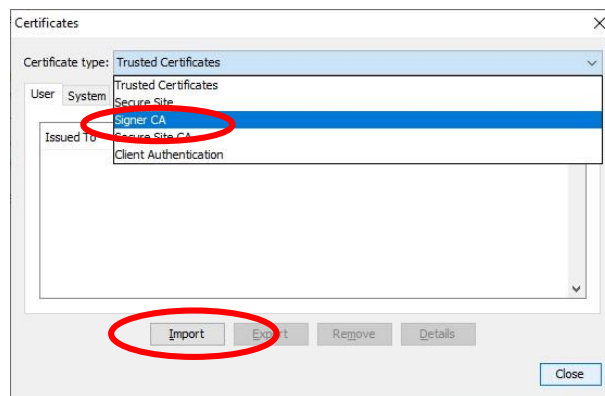 Certificates
Certificate type: Trusted Certificates
Trusted Certificates
User System
Secure Site
Signer CA
Issued To
Secure Site CA
Client Authentication
Import Export Remove Details
Close